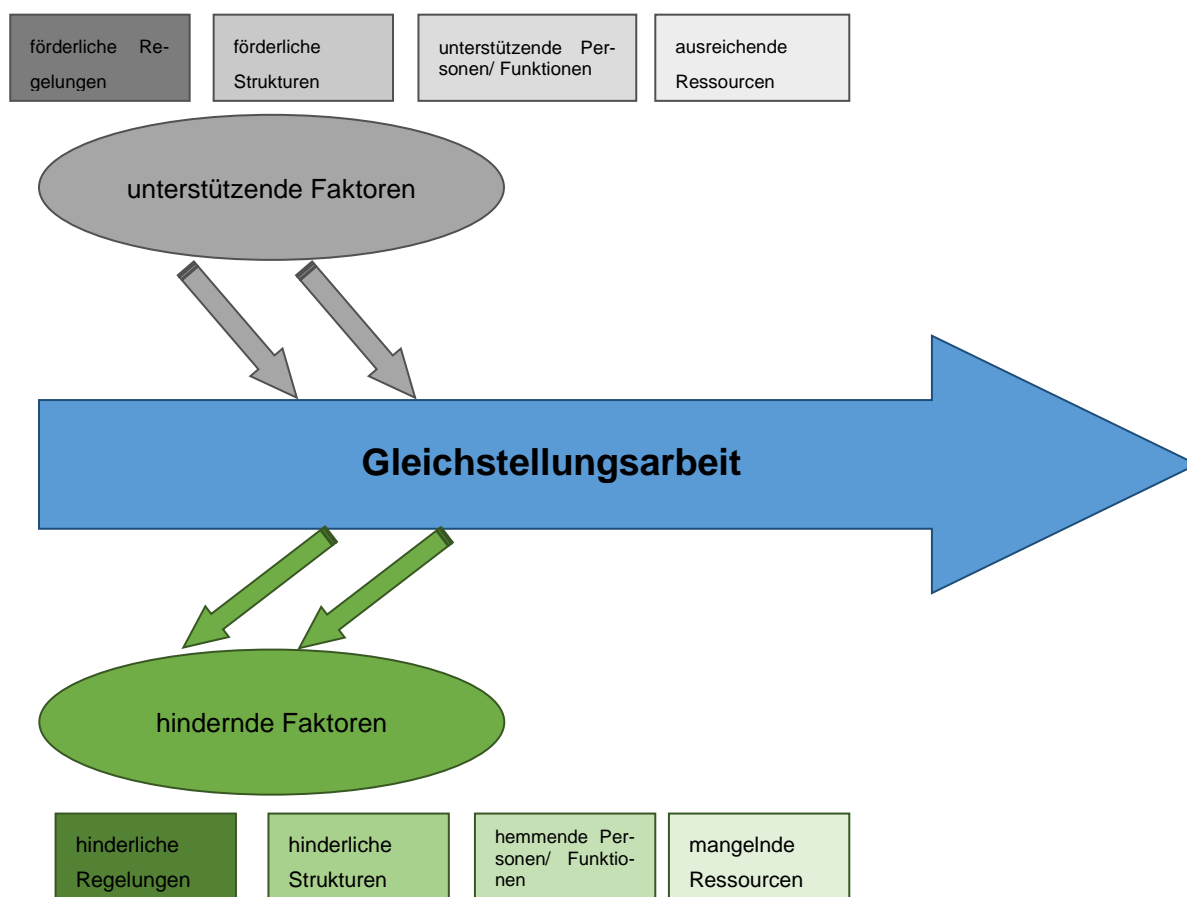 förderliche Re-
gelungen
förderliche
Strukturen
unterstützende Per-
sonen/ Funktionen
ausreichende
Ressourcen
unterstützende Faktoren
Gleichstellungsarbeit
hindernde Faktoren
hinderliche
Regelungen
hinderliche
Strukturen
hemmende Per-
sonen/ Funktio-
nen
mangelnde
Ressourcen